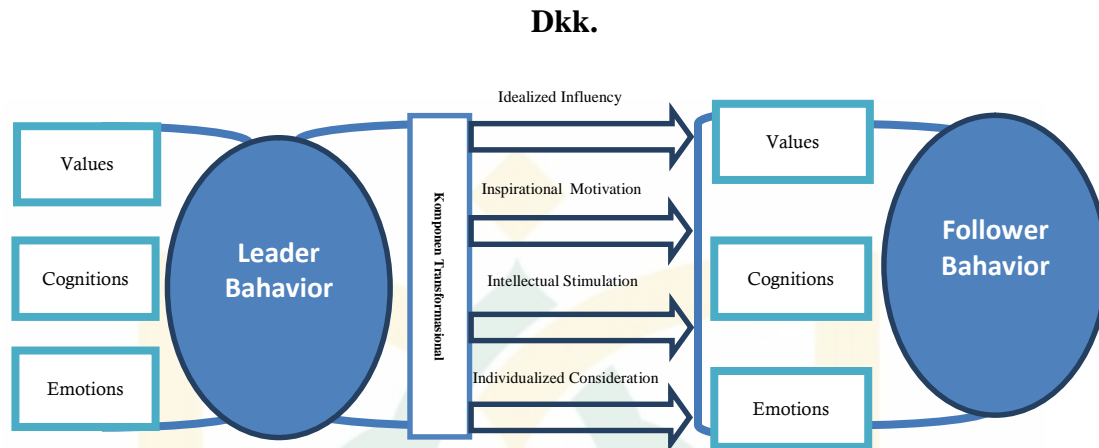 Dkk.
Values
Cognitions
Emotions
Leader
Bahavior
Komponen Transformasional
Idealized Influency
Inspirational Motivation
Intellectual Stimulation
Individualized Consideration
Values
Cognitions
Emotions
Follower
Bahavior